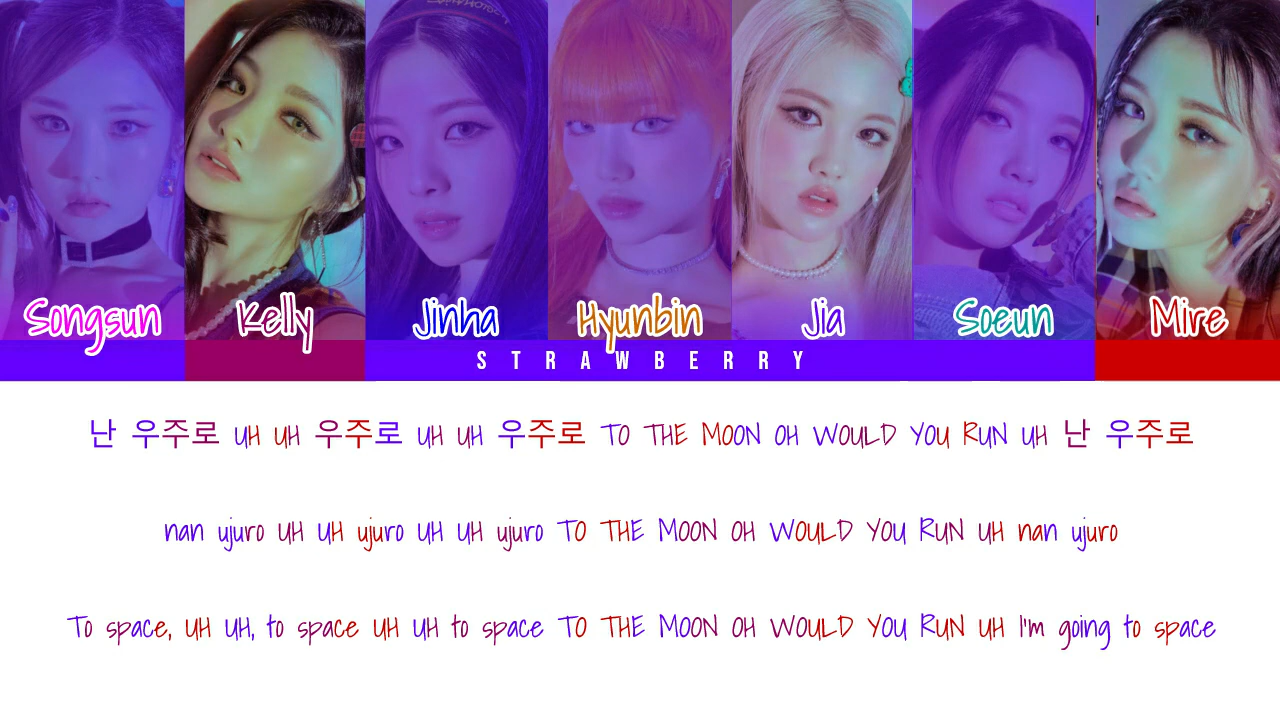 Songsun Kelly Jinha Hyunbin Jia Soeun Mire
STRAWBERRY
난 우주로 UH UH 우주로 UH UH 우주로 TO THE MOON OH WOULD YOU RUN UH 난 우주로
nan ujuro UH UH ujuro UH UH ujuro TO THE MOON OH WOULD YOU RUN UH nan ujuro
To space, UH UH, to space UH UH to space TO THE MOON OH WOULD YOU RUN UH I'm going to space